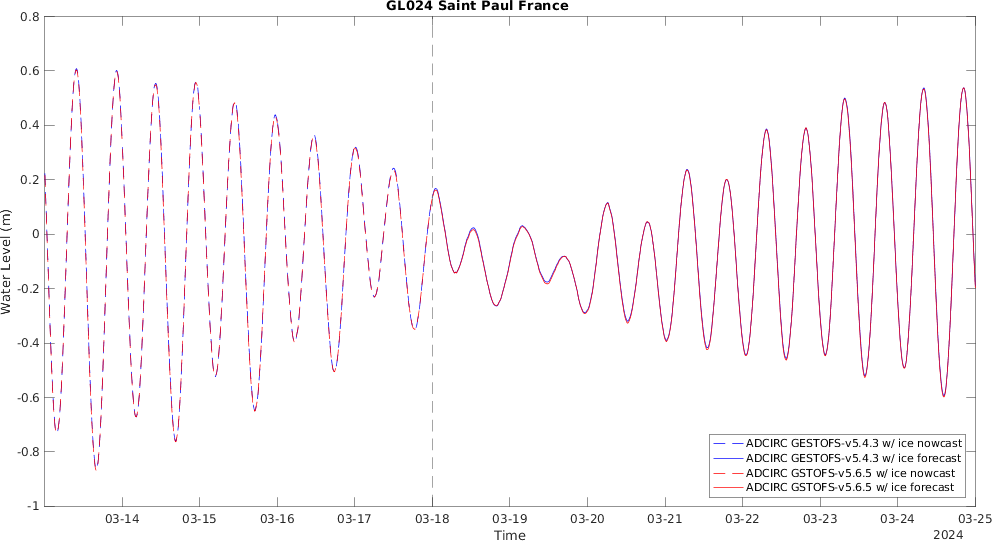 GL024 Saint Paul France
0.8
0.6
0.4
0.2
0
-0.2
-0.4
-0.6
-0.8
-1
Water Level (m)
ADCIRC GESTOFS-v5.4.3 w/ ice nowcast
ADCIRC GESTOFS-v5.4.3 w/ ice forecast
ADCIRC GSTOFS-v5.6.5 w/ ice nowcast
ADCIRC GSTOFS-v5.6.5 w/ ice forecast
03-14 03-15 03-16 03-17 03-18 03-19 03-20 03-21 03-22 03-23 03-24 03-25
Time
2024